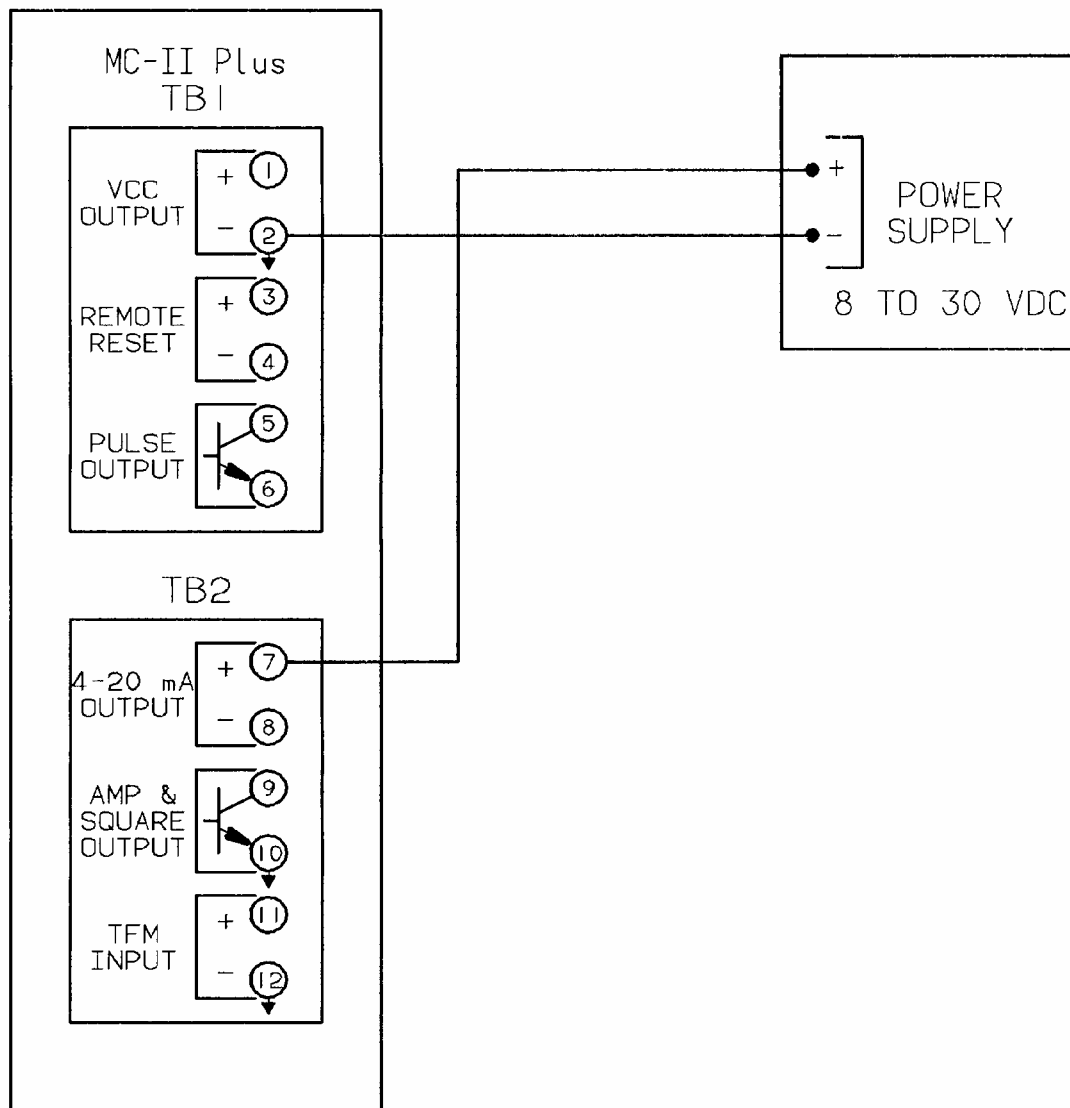 MC-II Plus
TB1
VCC
OUTPUT
+ 1
- 2
REMOTE
RESET
+ 3
- 4
PULSE
OUTPUT
5
6
TB2
4-20 mA
OUTPUT
+ 7
- 8
AMP &
SQUARE
OUTPUT
9
10
TFM
INPUT
+ 11
- 12
+
-
POWER
SUPPLY
8 TO 30 VDC